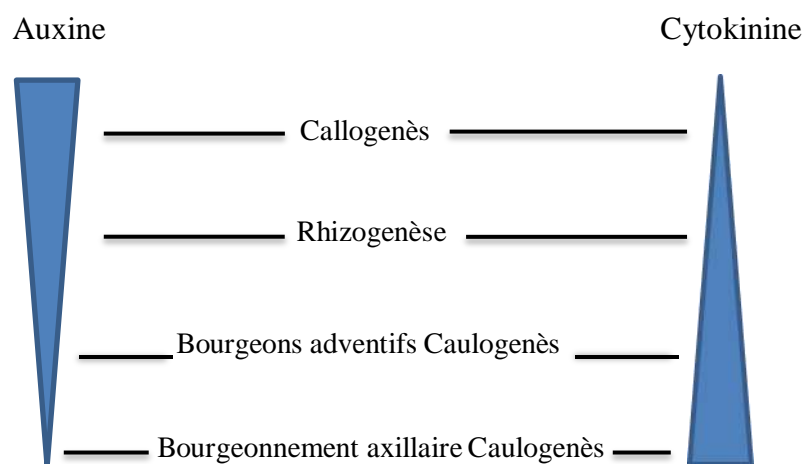 Auxine
Cytokinine
Callogenès
Rhizogenèse
Bourgeons adventifs Caulogenès
Bourgeonnement axillaire Caulogenès